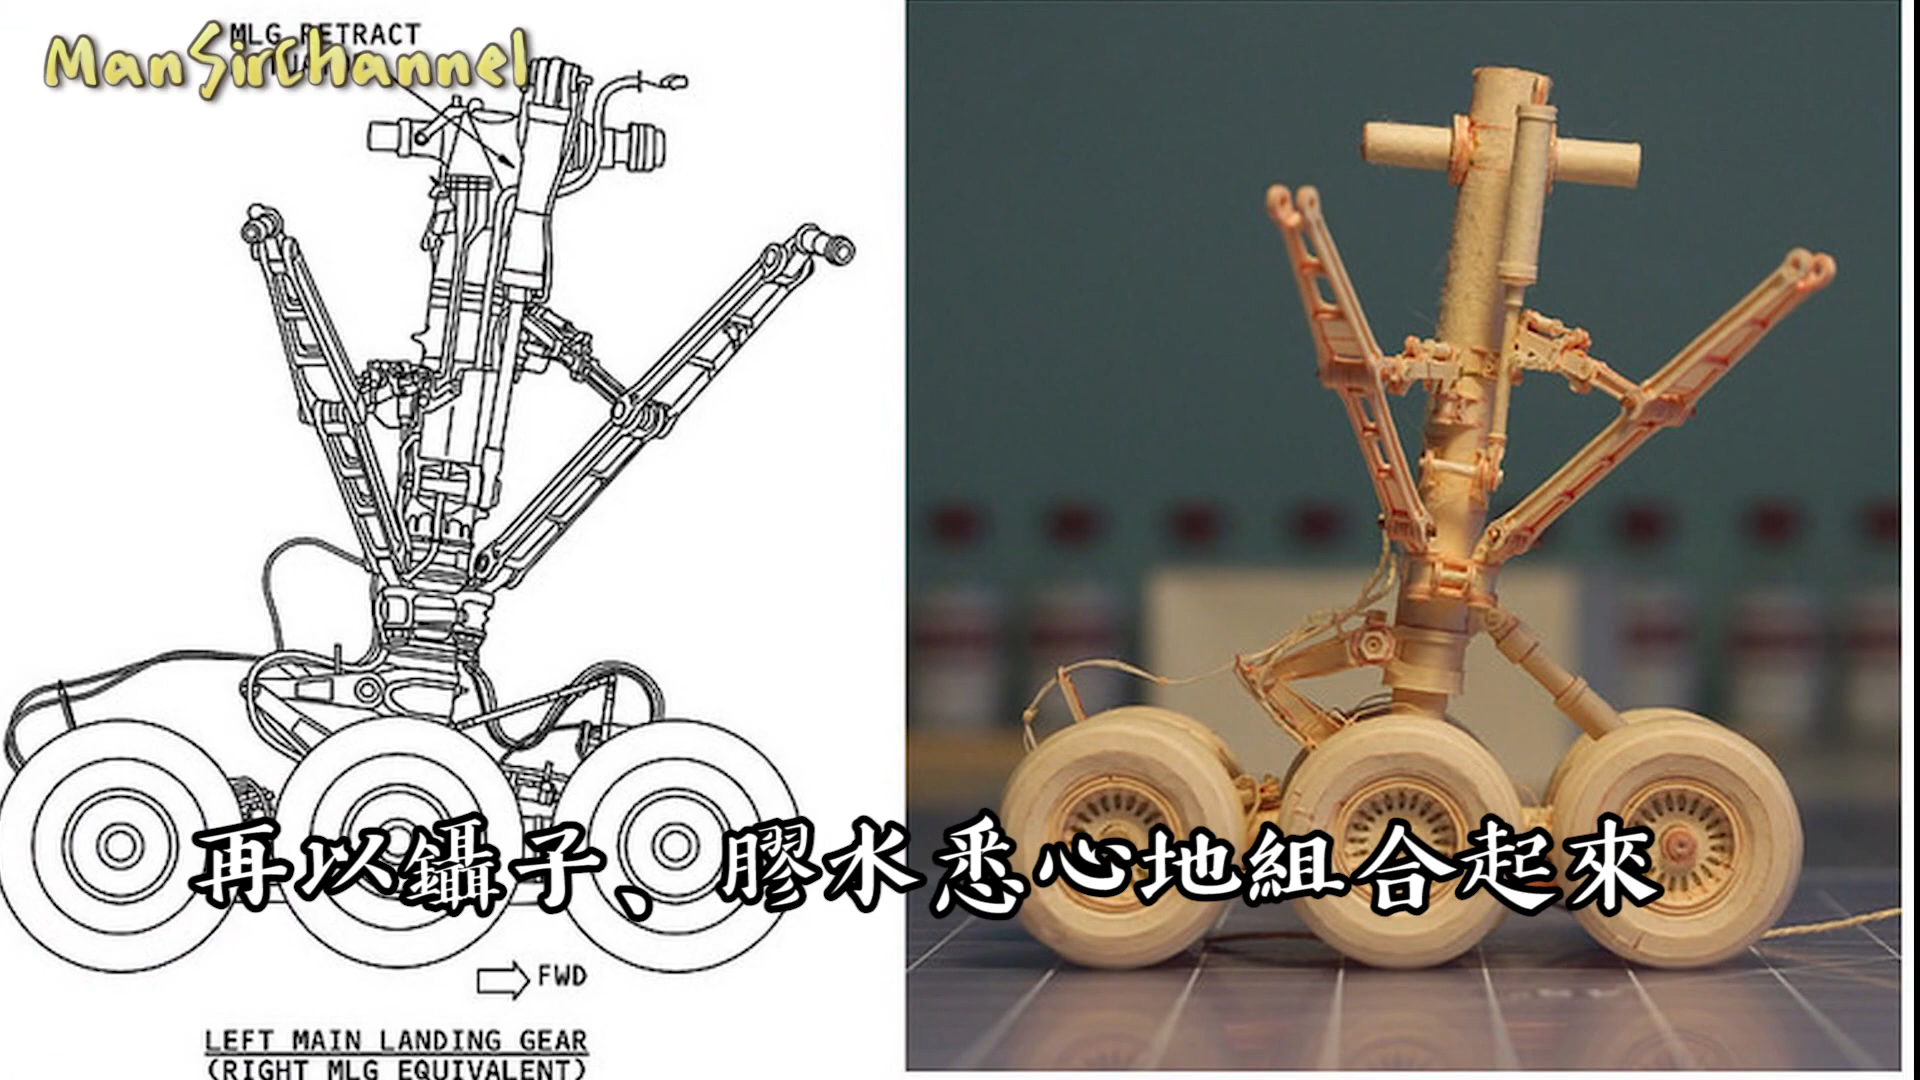 MLG RETRACT
ManSirChannel
再以鑷子、膠水悉心地組合起來
FWD
LEFT MAIN LANDING GEAR
(RIGHT MLG EQUIVALENT)